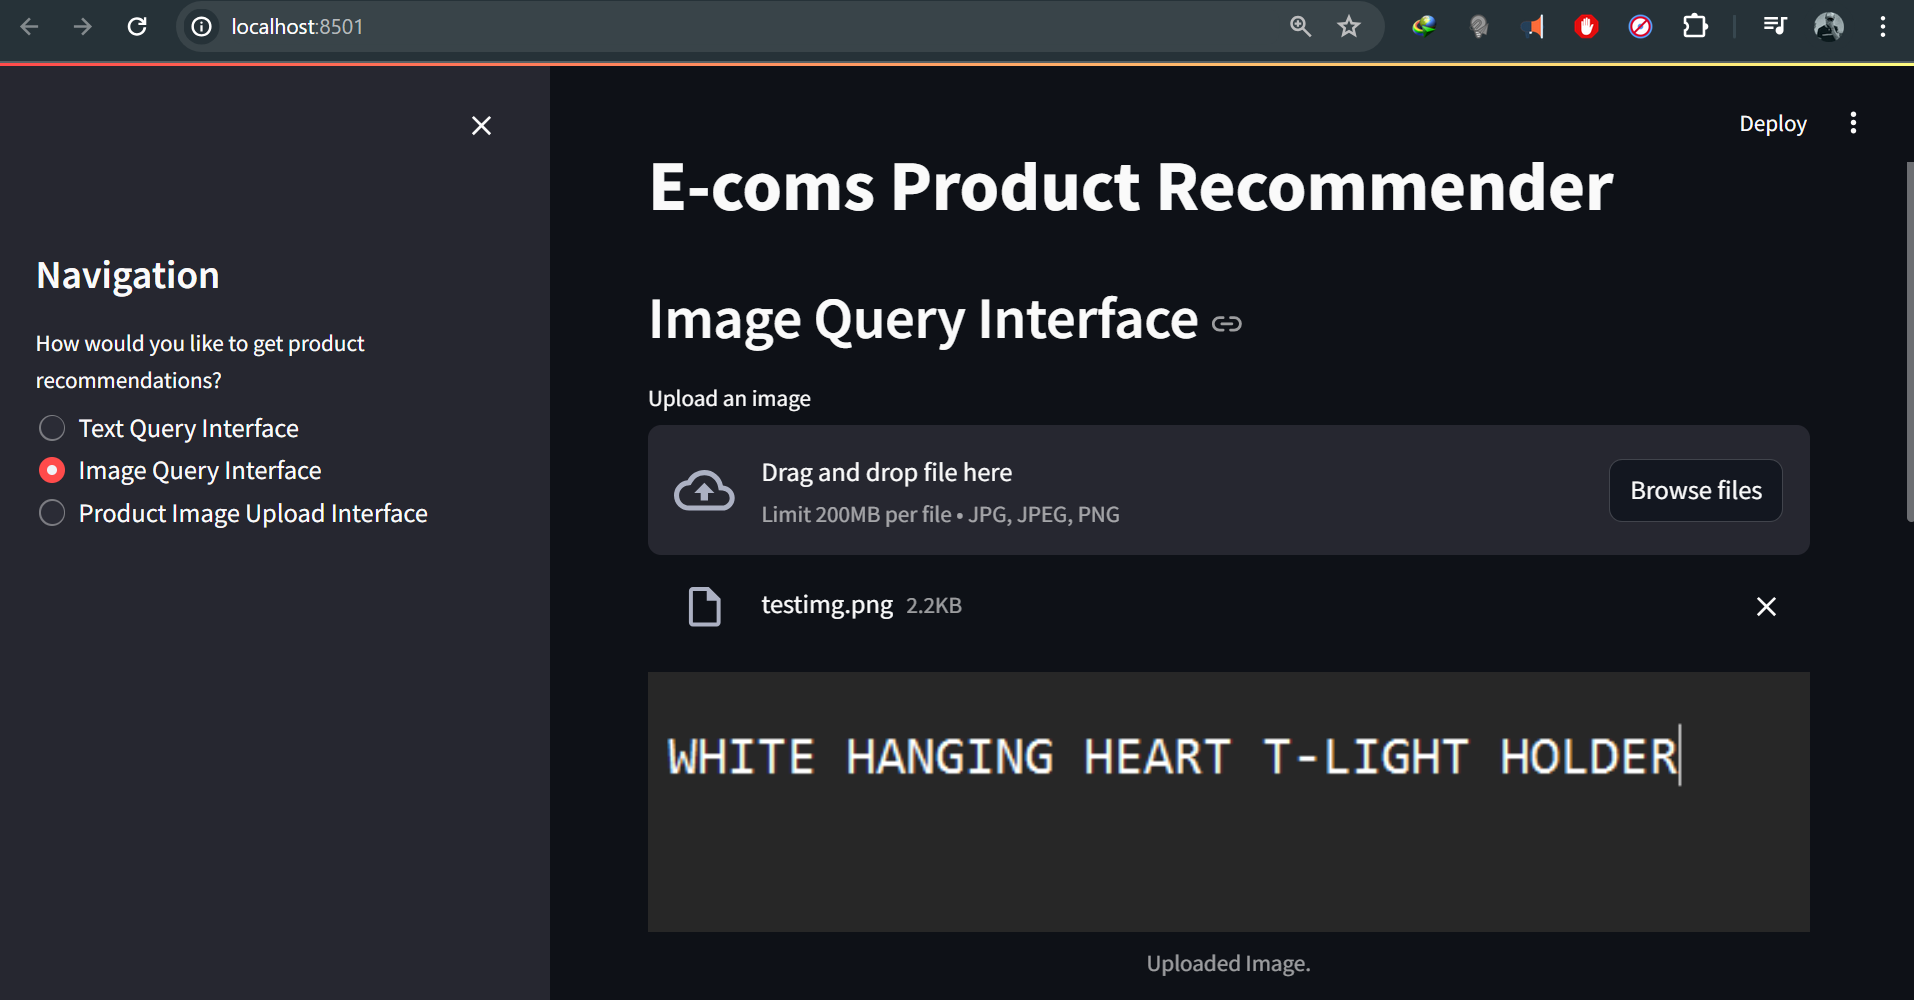 localhost:8501
Deploy
E-coms Product Recommender
Navigation
How would you like to get product
recommendations?
Text Query Interface
Image Query Interface
Product Image Upload Interface
Image Query Interface
Upload an image
Drag and drop file here
Limit 200MB per file • JPG, JPEG, PNG
Browse files
testimg.png 2.2KB
WHITE HANGING HEART T-LIGHT HOLDER
Uploaded Image.